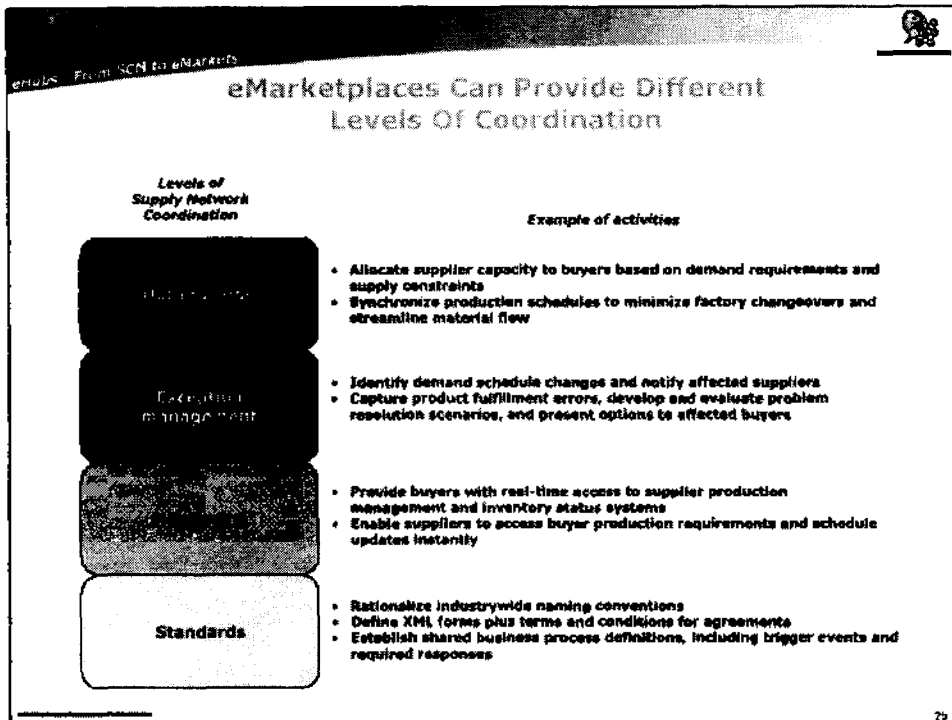 eHubs - From SCN to eMarkets
eMarketplaces Can Provide Different
Levels Of Coordination
Levels of
Supply Network
Coordination
Example of activities
• Allocate supplier capacity to buyers based on demand requirements and
supply constraints
• Synchronize production schedules to minimize factory changeovers and
streamline material flow
Exception
management
• Identify demand schedule changes and notify affected suppliers
• Capture product fulfillment errors, develop and evaluate problem
resolution scenarios, and present options to affected buyers
• Provide buyers with real-time access to supplier production
management and inventory status systems
• Enable suppliers to access buyer production requirements and schedule
updates instantly
Standards
• Rationalize industrywide naming conventions
• Define XML forms plus terms and conditions for agreements
• Establish shared business process definitions, including trigger events and
required responses